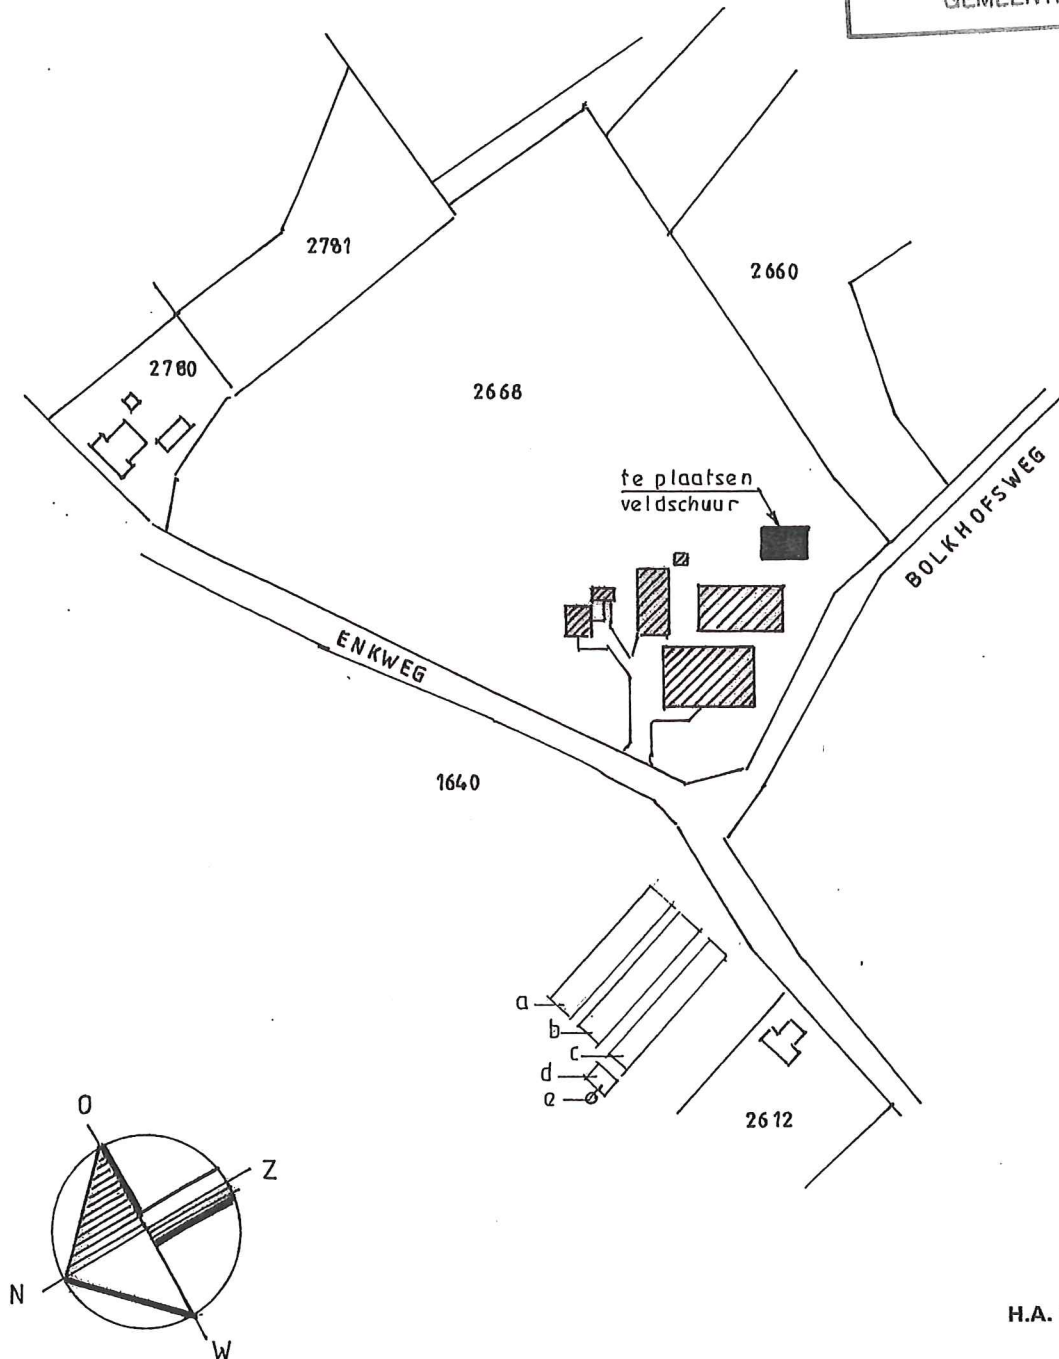 2781
2660
2780
2668
te plaatsen
veldschuur
BOLKHOFSWEG
ENKWEG
1640
a
b
c
d
e
2612
O
Z
N
W
H.A.